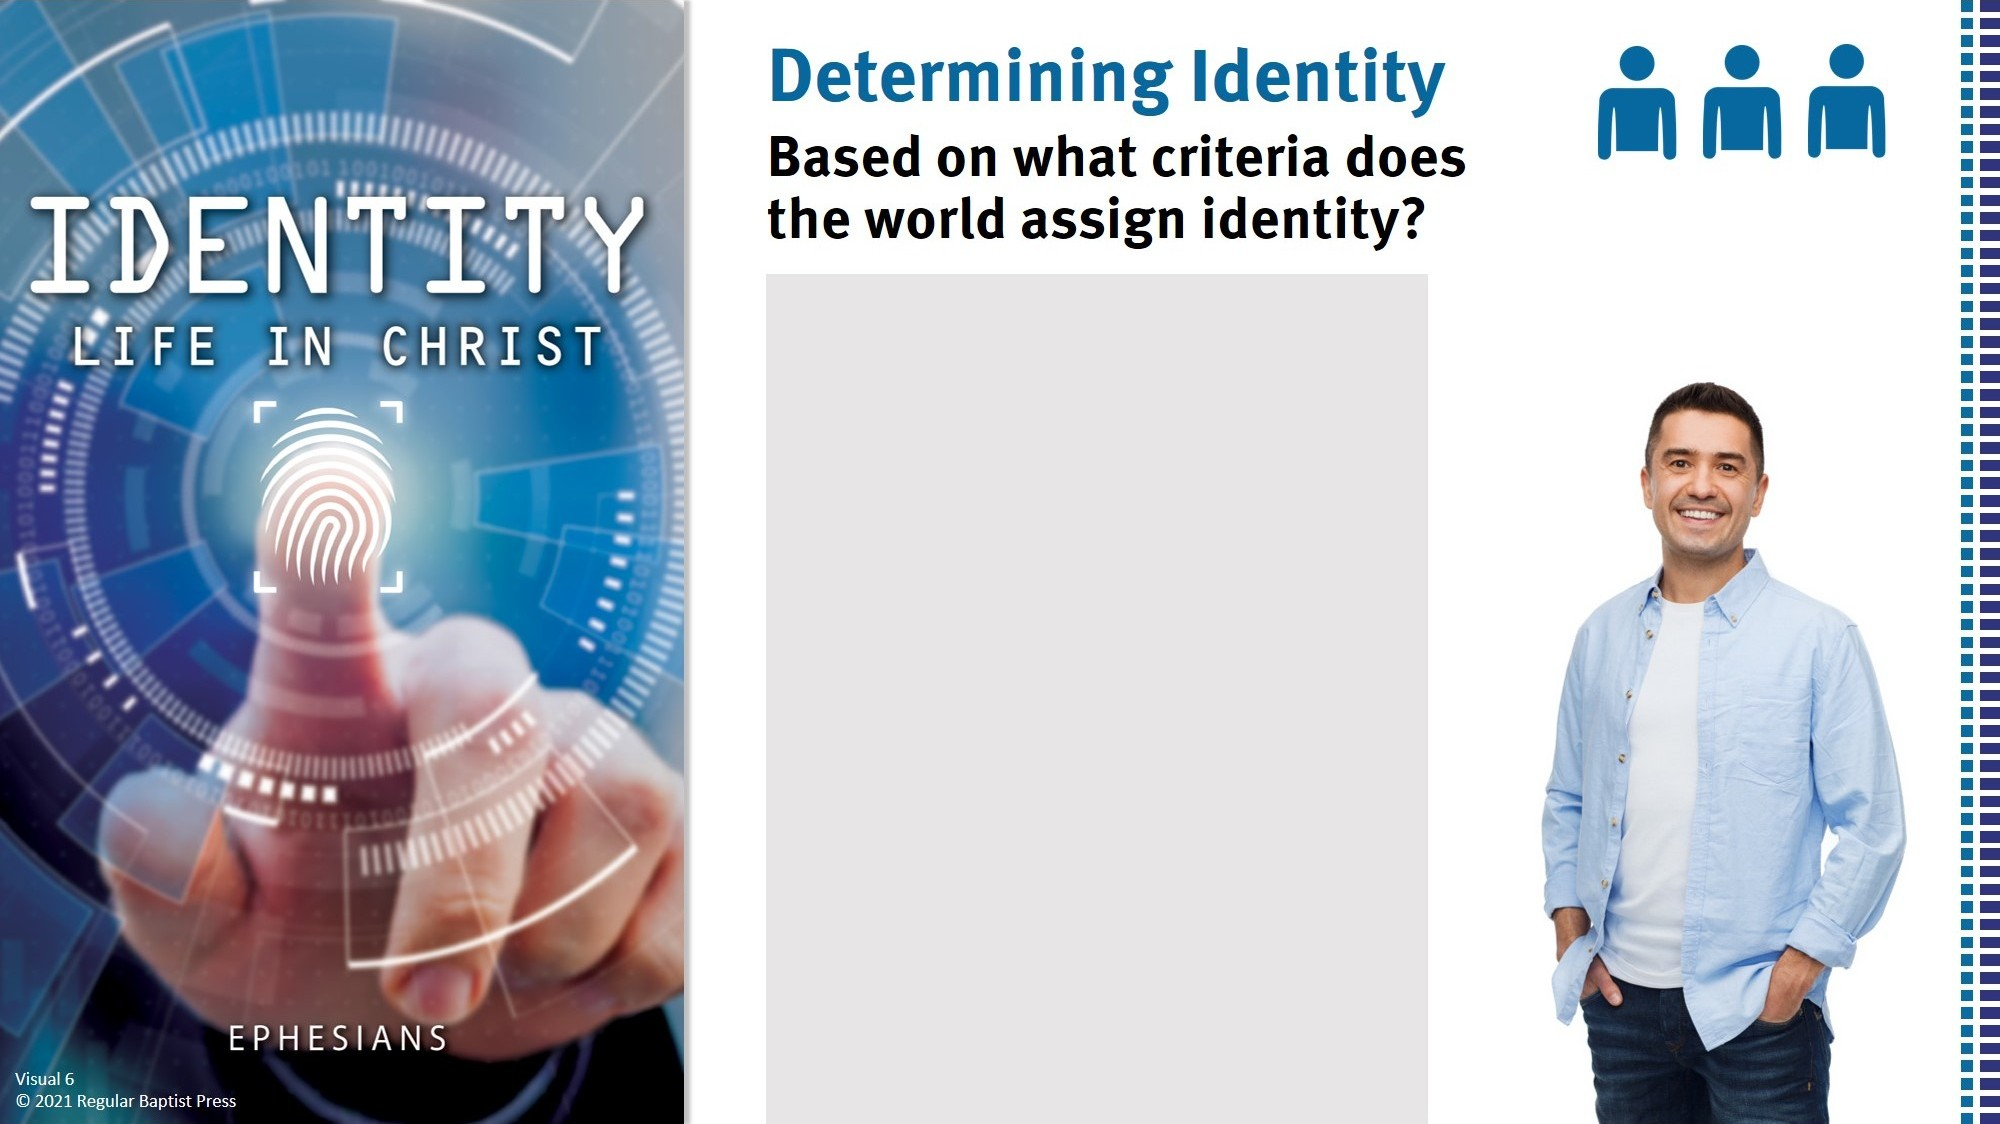 IDENTITY
LIFE IN CHRIST
EPHESIANS
Visual 6
© 2021 Regular Baptist Press
Determining Identity
Based on what criteria does
the world assign identity?